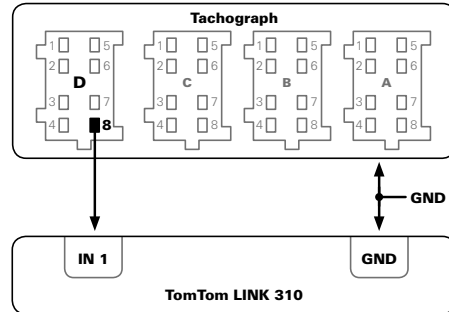 Tachograph
1 5 1 5 1 5 1 5
2 6 2 6 2 6 2 6
D C B A
3 7 3 7 3 7 3 7
4 8 4 8 4 8 4 8
GND
IN 1 GND
TomTom LINK 310